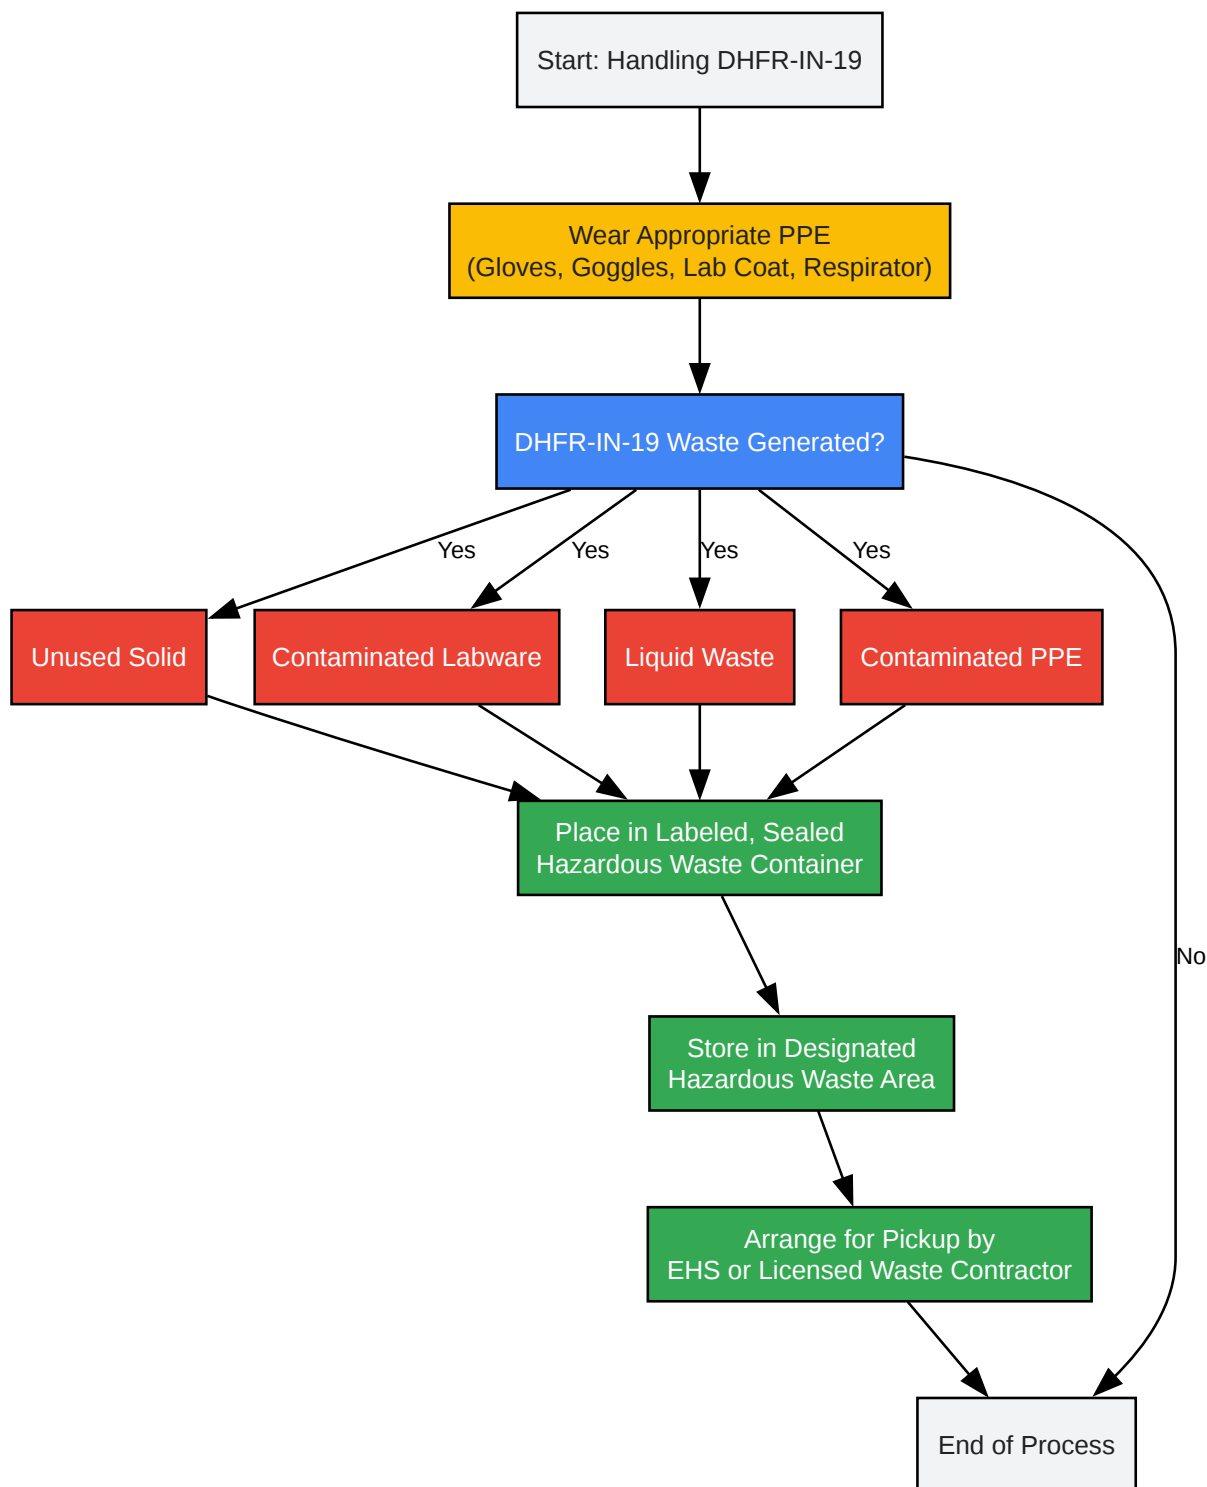 Start: Handling DHFR-IN-19
Wear Appropriate PPE
(Gloves, Goggles, Lab Coat, Respirator)
DHFR-IN-19 Waste Generated?
Yes
Yes
Yes
Yes
Unused Solid
Contaminated Labware
Liquid Waste
Contaminated PPE
Place in Labeled, Sealed
Hazardous Waste Container
No
Store in Designated
Hazardous Waste Area
Arrange for Pickup by
EHS or Licensed Waste Contractor
End of Process